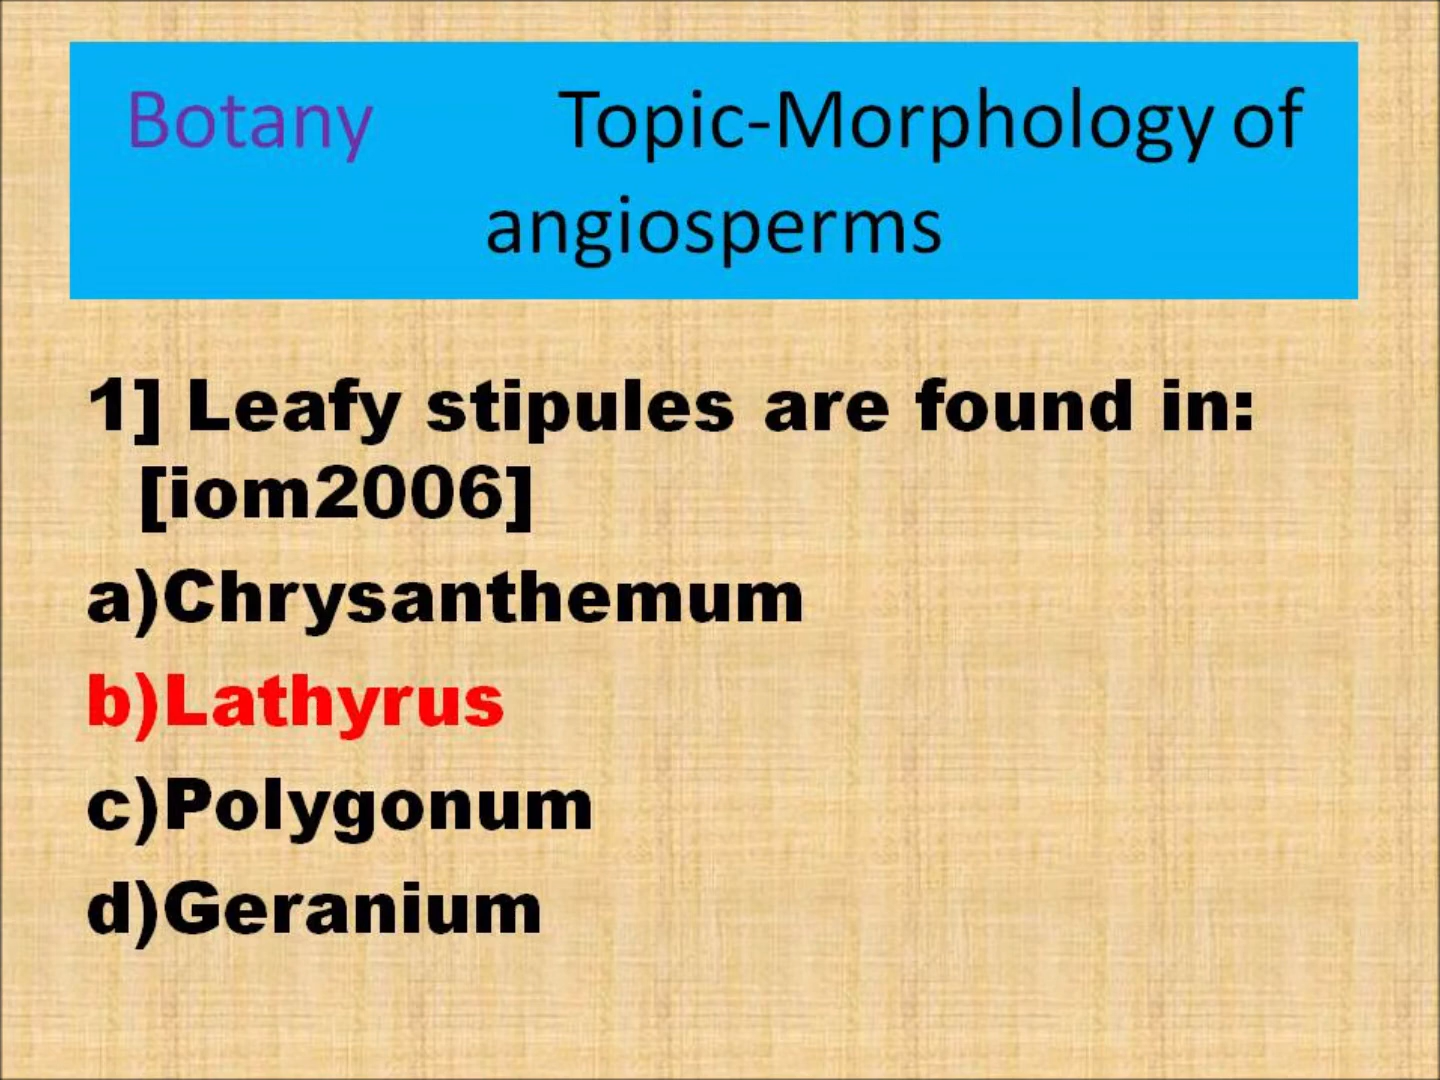 Botany Topic-Morphology of
angiosperms
1] Leafy stipules are found in:
[iom2006]
a)Chrysanthemum
b)Lathyrus
c)Polygonum
d)Geranium